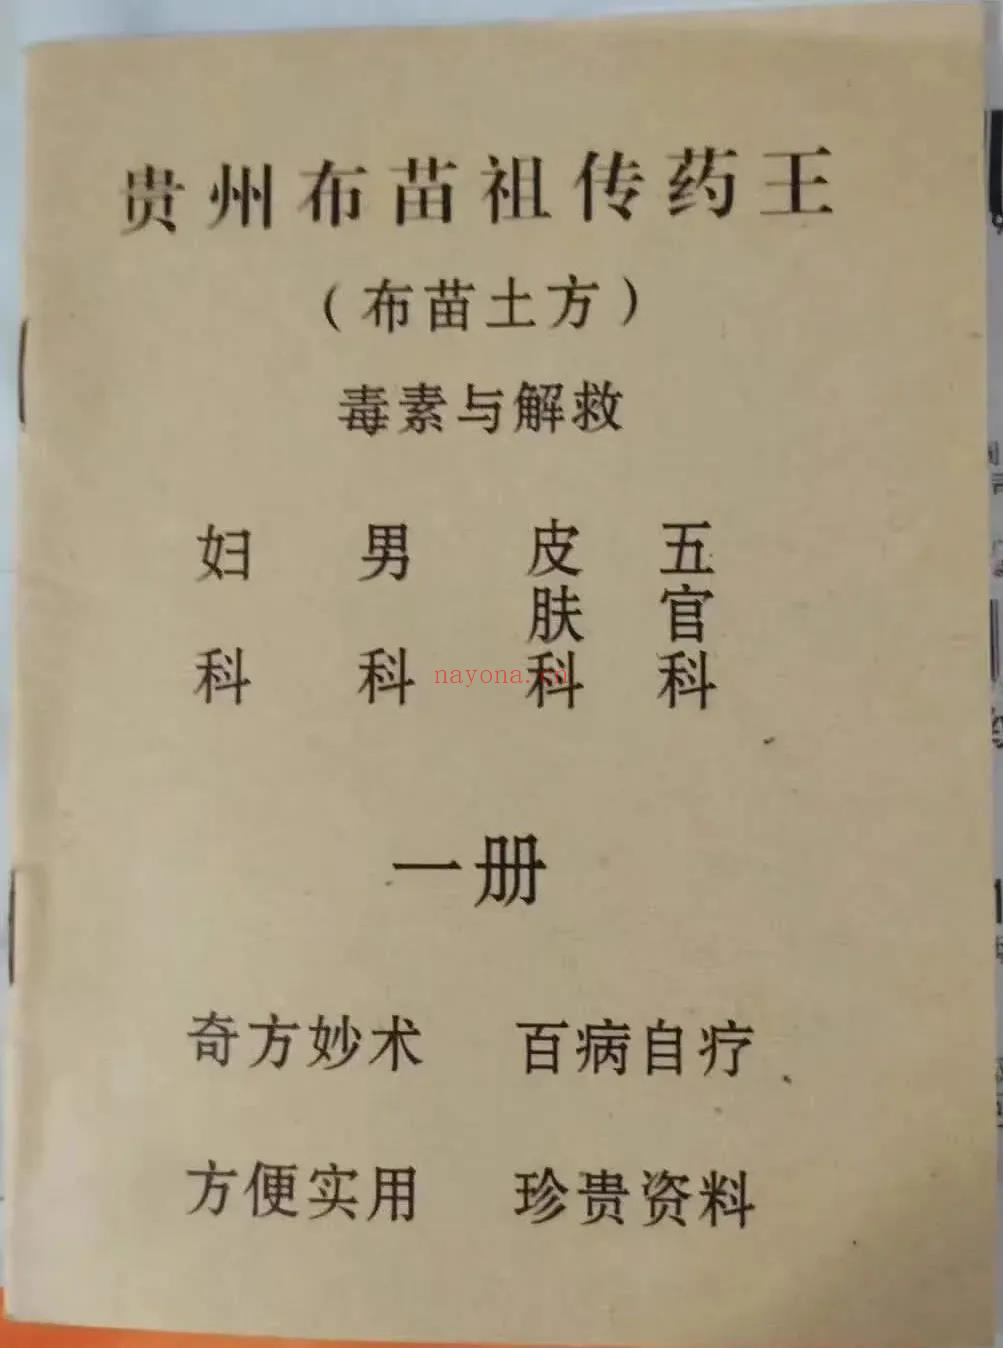 贵州布苗祖传药王
（布苗土方）
毒素与解救
妇科 男科 皮肤科 五官科
nayona.cn
一册
奇方妙术 百病自疗
方便实用 珍贵资料